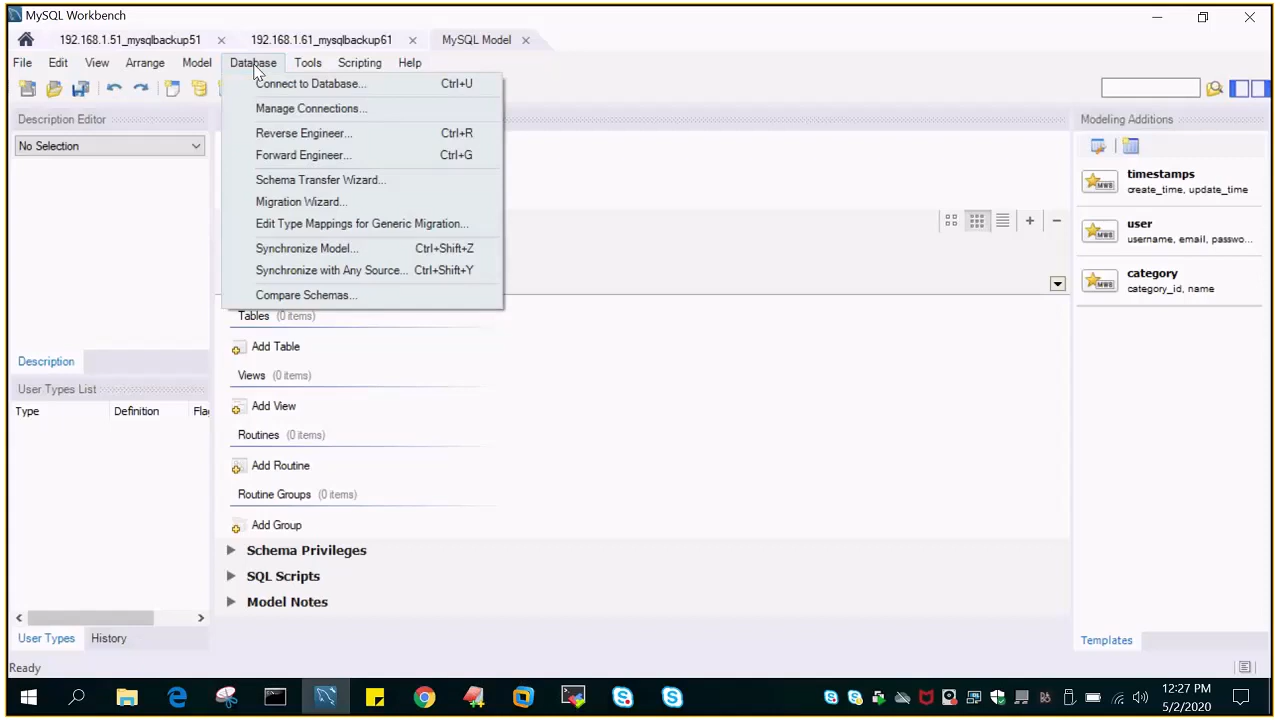 MySQL Workbench
192.168.1.51_mysqlbackup51
192.168.1.61_mysqlbackup61
MySQL Model
File Edit View Arrange Model Database Tools Scripting Help
Description Editor
No Selection
Connect to Database... Ctrl+U
Manage Connections...
Reverse Engineer... Ctrl+R
Forward Engineer... Ctrl+G
Schema Transfer Wizard...
Migration Wizard...
Edit Type Mappings for Generic Migration...
Synchronize Model... Ctrl+Shift+Z
Synchronize with Any Source... Ctrl+Shift+Y
Compare Schemas...
Tables (0 items)
Add Table
Views (0 items)
Add View
Routines (0 items)
Add Routine
Routine Groups (0 items)
Add Group
Schema Privileges
SQL Scripts
Model Notes
Description
User Types List
Type Definition Fla
User Types History
Modeling Additions
timestamps
create_time, update_time
user
username, email, passwo...
category
category_id, name
Templates
Ready
12:27 PM
5/2/2020